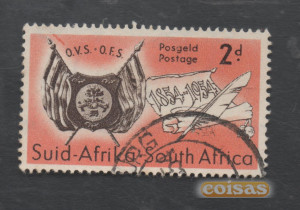 O.V.S. · O.F.S.
Posgeld
Postage
2d
1854-1954
Suid-Afrika·South Africa
coisas